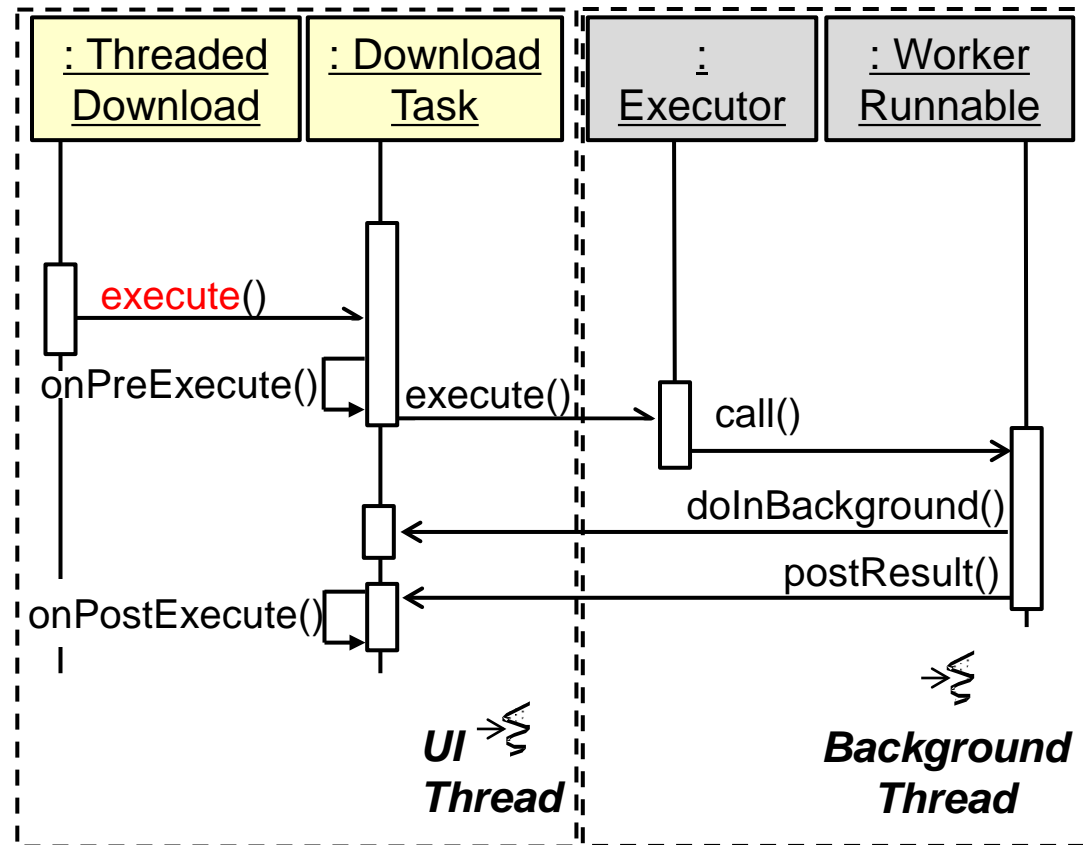 : Threaded
Download
: Download
Task
:
Executor
: Worker
Runnable
execute()
onPreExecute()
execute()
call()
doInBackground()
postResult()
onPostExecute()
UI
Thread
Background
Thread